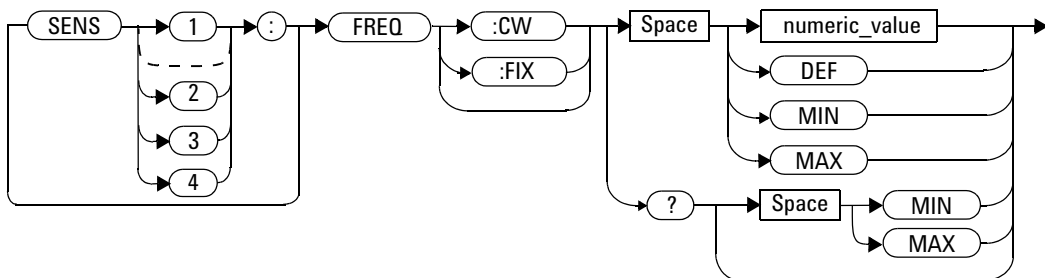 SENS 1 : FREQ :CW Space numeric_value
:FIX DEF
2 MIN
3 MAX
4 ? Space MIN
MAX